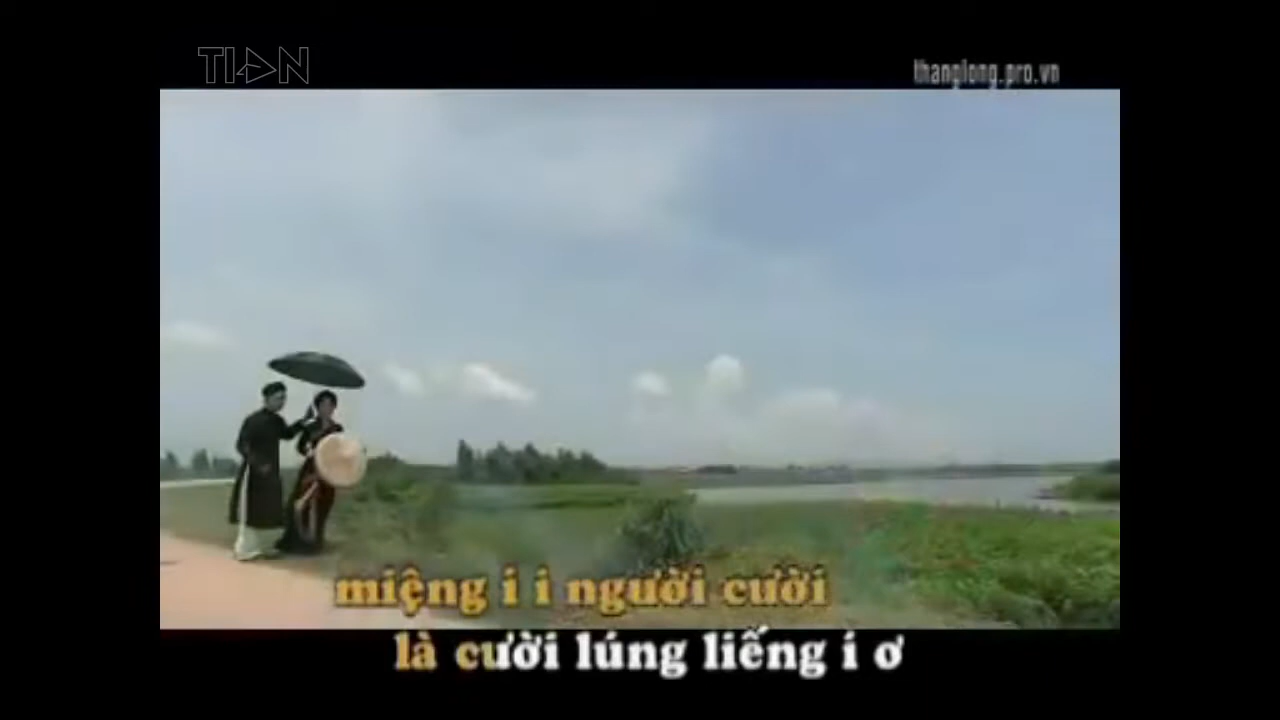 TIAN
thanglong.pro.vn
miệng i i người cười
là cười lúng liếng i ơ